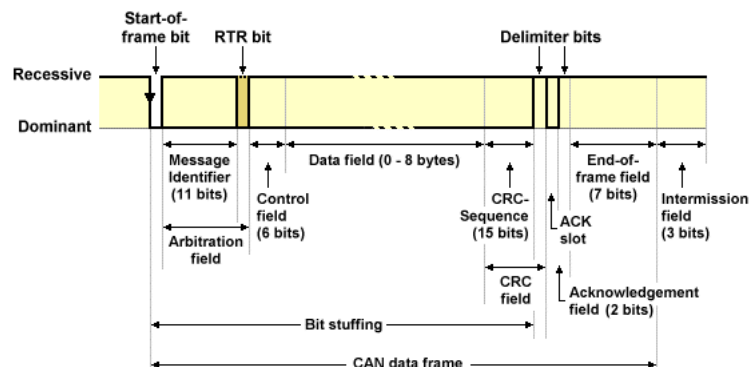 Start-of-
frame bit
RTR bit
Delimiter bits
Recessive
Dominant
Message
Identifier
(11 bits)
Control
field
(6 bits)
Data field (0 - 8 bytes)
CRC-
Sequence
(15 bits)
ACK
slot
End-of-
frame field
(7 bits)
Intermission
field
(3 bits)
Arbitration
field
CRC
field
Acknowledgement
field (2 bits)
Bit stuffing
CAN data frame